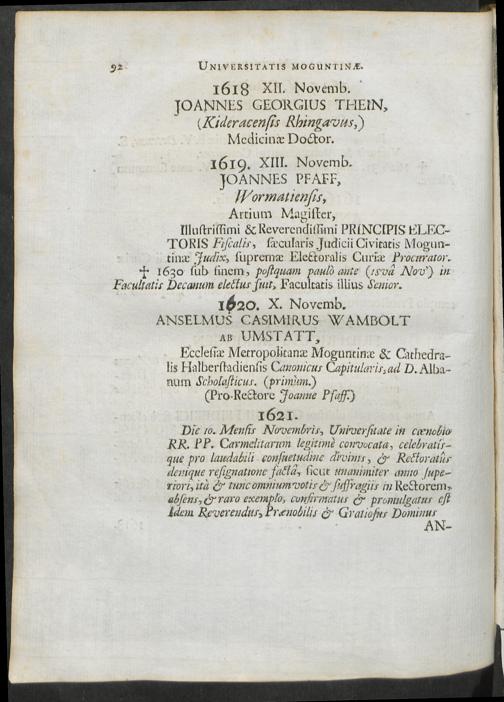 92 UNIVERSITATIS MOGUNTINÆ.
1618 XII. Novemb.
JOANNES GEORGIUS THEIN,
(Kideracensis Rhingavus,)
Medicinæ Doctor.
1619. XIII. Novemb.
JOANNES PFAFF,
Wormatiensis,
Artium Magister,
Illustrissimi & Reverendissimi PRINCIPIS ELEC-
TORIS Fiscalis, sæcularis Judicii Civitatis Mogun-
tinæ Judix, supremæ Electoralis Curiæ Procurator.
✝ 1630 sub finem, postquam paulò ante (15vâ Nov') in
Facultatis Decanum electus fuit, Facultatis illius Senior.
1620. X. Novemb.
ANSELMUS CASIMIRUS WAMBOLT
AB UMSTATT,
Ecclesiæ Metropolitanæ Moguntinæ & Cathedra-
lis Halberstadiensis Canonicus Capitularis, ad D. Alba-
num Scholasticus. (primùm.)
(Pro-Rectore Joanne Pfaff.)
1621.
Die 10. Mensis Novembris, Universitate in cœnobio
RR. PP. Carmelitarum legitimè convocata, celebratis-
que pro laudabili consuetudine divinis, & Rectoratûs
denique resignatione factâ, sicut unanimiter anno supe-
riori, ità & tunc omnium votis & suffragiis in Rectorem,
absens, & raro exemplo, confirmatus & promulgatus est
Idem Reverendus, Prænobilis & Gratiosus Dominus
AN-